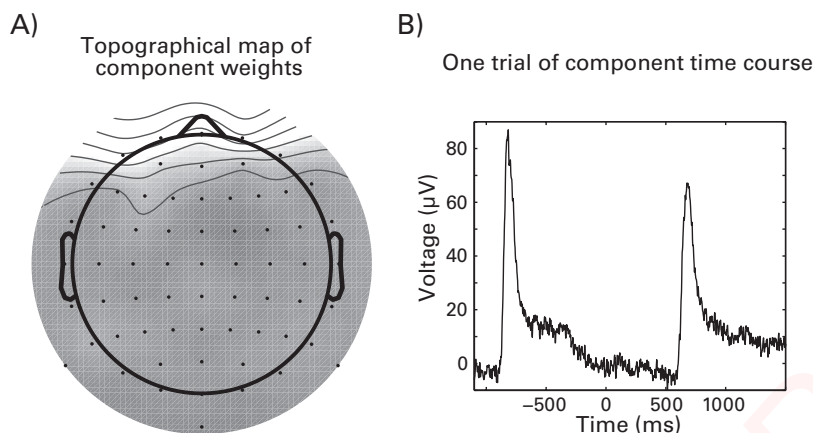 A)
Topographical map of
component weights
B)
One trial of component time course
Voltage (µV)
80
60
40
20
0
−500
0
500
1000
Time (ms)